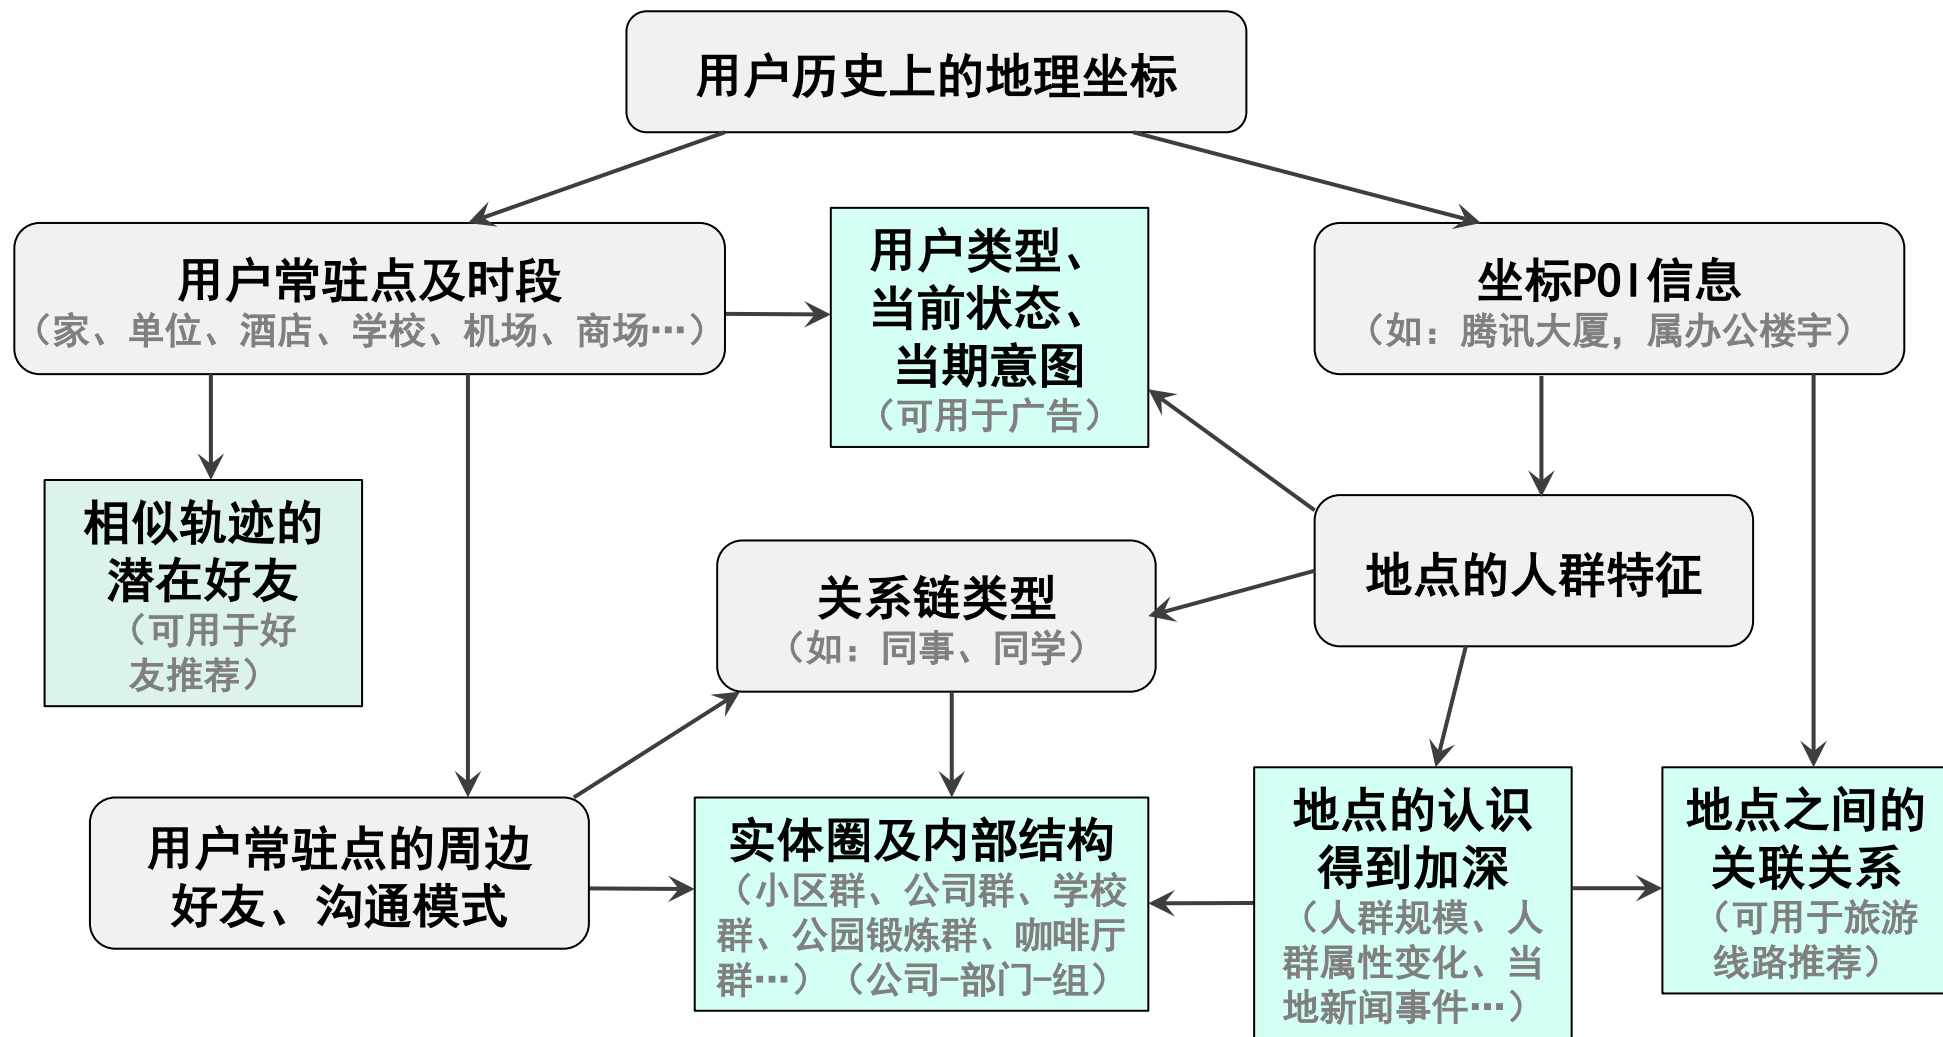 用户历史上的地理坐标
用户常驻点及时段
（家、单位、酒店、学校、机场、商场…）
用户类型、
当前状态、
当期意图
（可用于广告）
坐标POI信息
（如：腾讯大厦，属办公楼宇）
相似轨迹的
潜在好友
（可用于好
友推荐）
关系链类型
（如：同事、同学）
地点的人群特征
用户常驻点的周边
好友、沟通模式
实体圈及内部结构
（小区群、公司群、学校
群、公园锻炼群、咖啡厅
群…）（公司-部门-组）
地点的认识
得到加深
（人群规模、人
群属性变化、当
地新闻事件…）
地点之间的
关联关系
（可用于旅游
线路推荐）